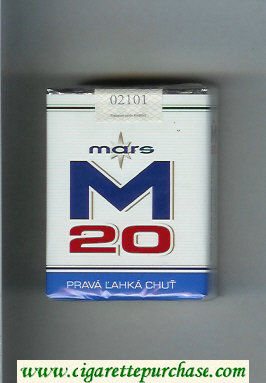 02101
mars
M
20
PRAVÁ ĽAHKÁ CHUŤ
www.cigarettepurchase.com